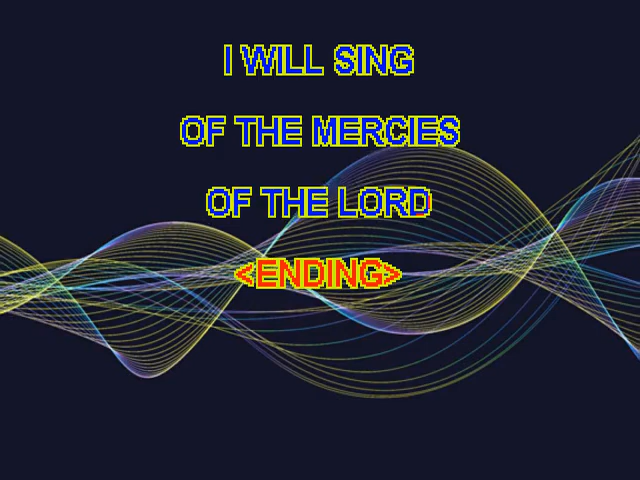 I WILL SING
OF THE MERCIES
OF THE LORD
<ENDING>